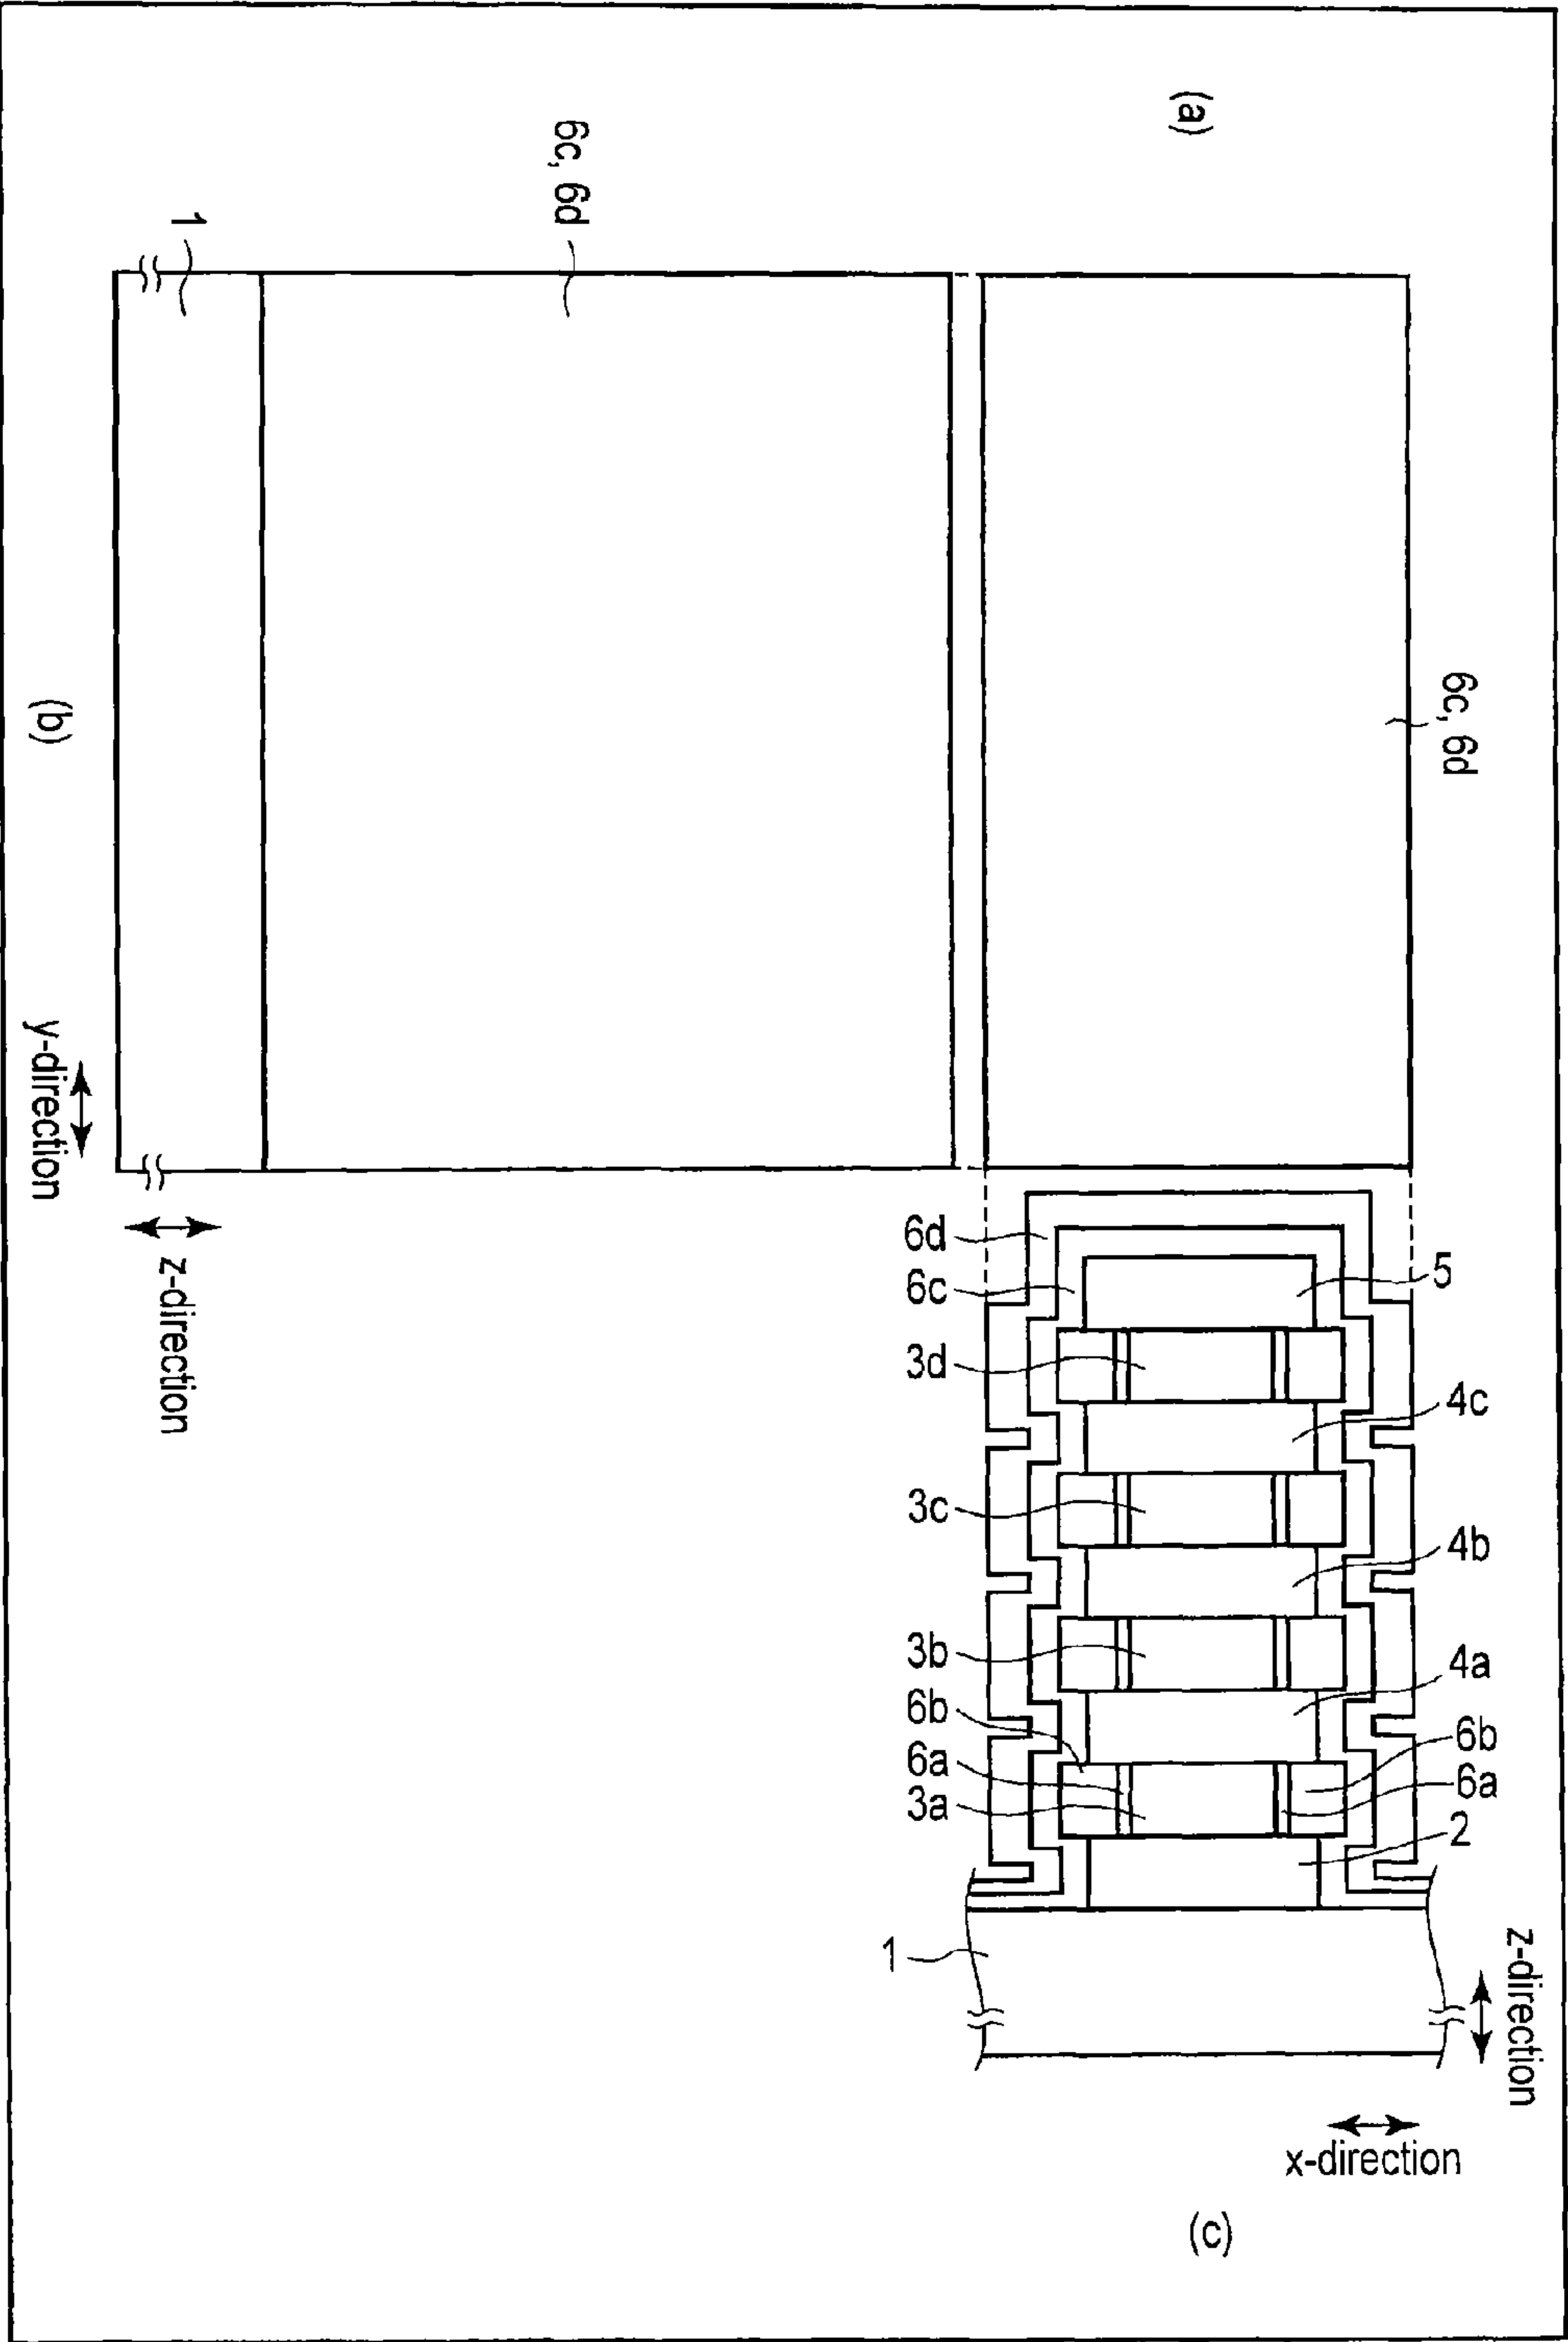 (a)
6c, 6d
6c, 6d
1
(b)
y-direction
z-direction
6d
6c
5
3d
4c
3c
4b
3b
4a
6b
6b
6a
6a
3a
2
1
z-direction
x-direction
(c)